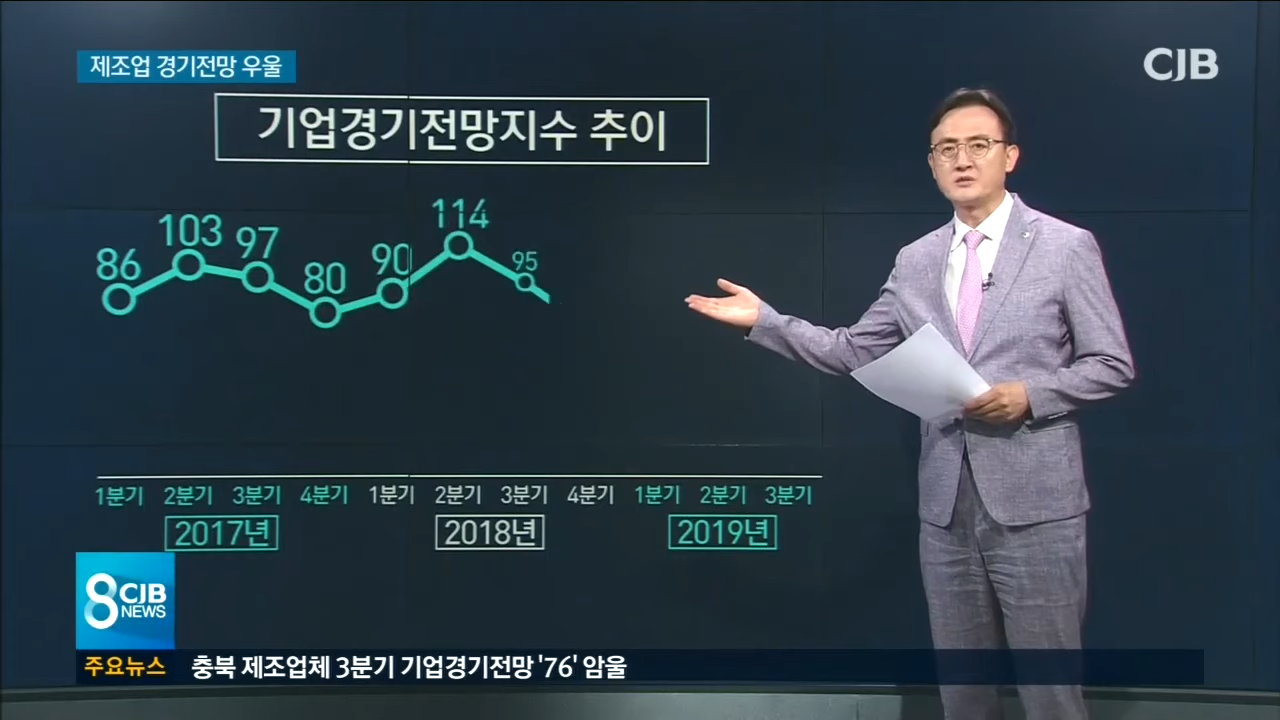 제조업 경기전망 우울
CJB
기업경기전망지수 추이
86 103 97 80 90 114 95
1분기 2분기 3분기 4분기 1분기 2분기 3분기 4분기 1분기 2분기 3분기
2017년 2018년 2019년
8 CJB NEWS
주요뉴스 충북 제조업체 3분기 기업경기전망 '76' 암울